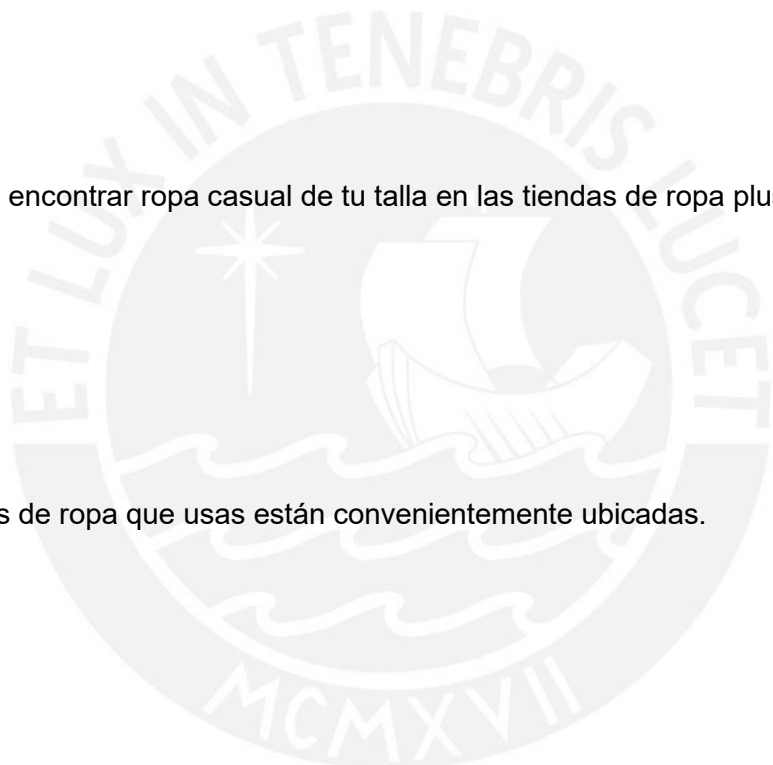 ET LUX IN TENEBRIS LUCET
encontrar ropa casual de tu talla en las tiendas de ropa
s de ropa que usas están convenientemente ubicadas.
MCMXVII